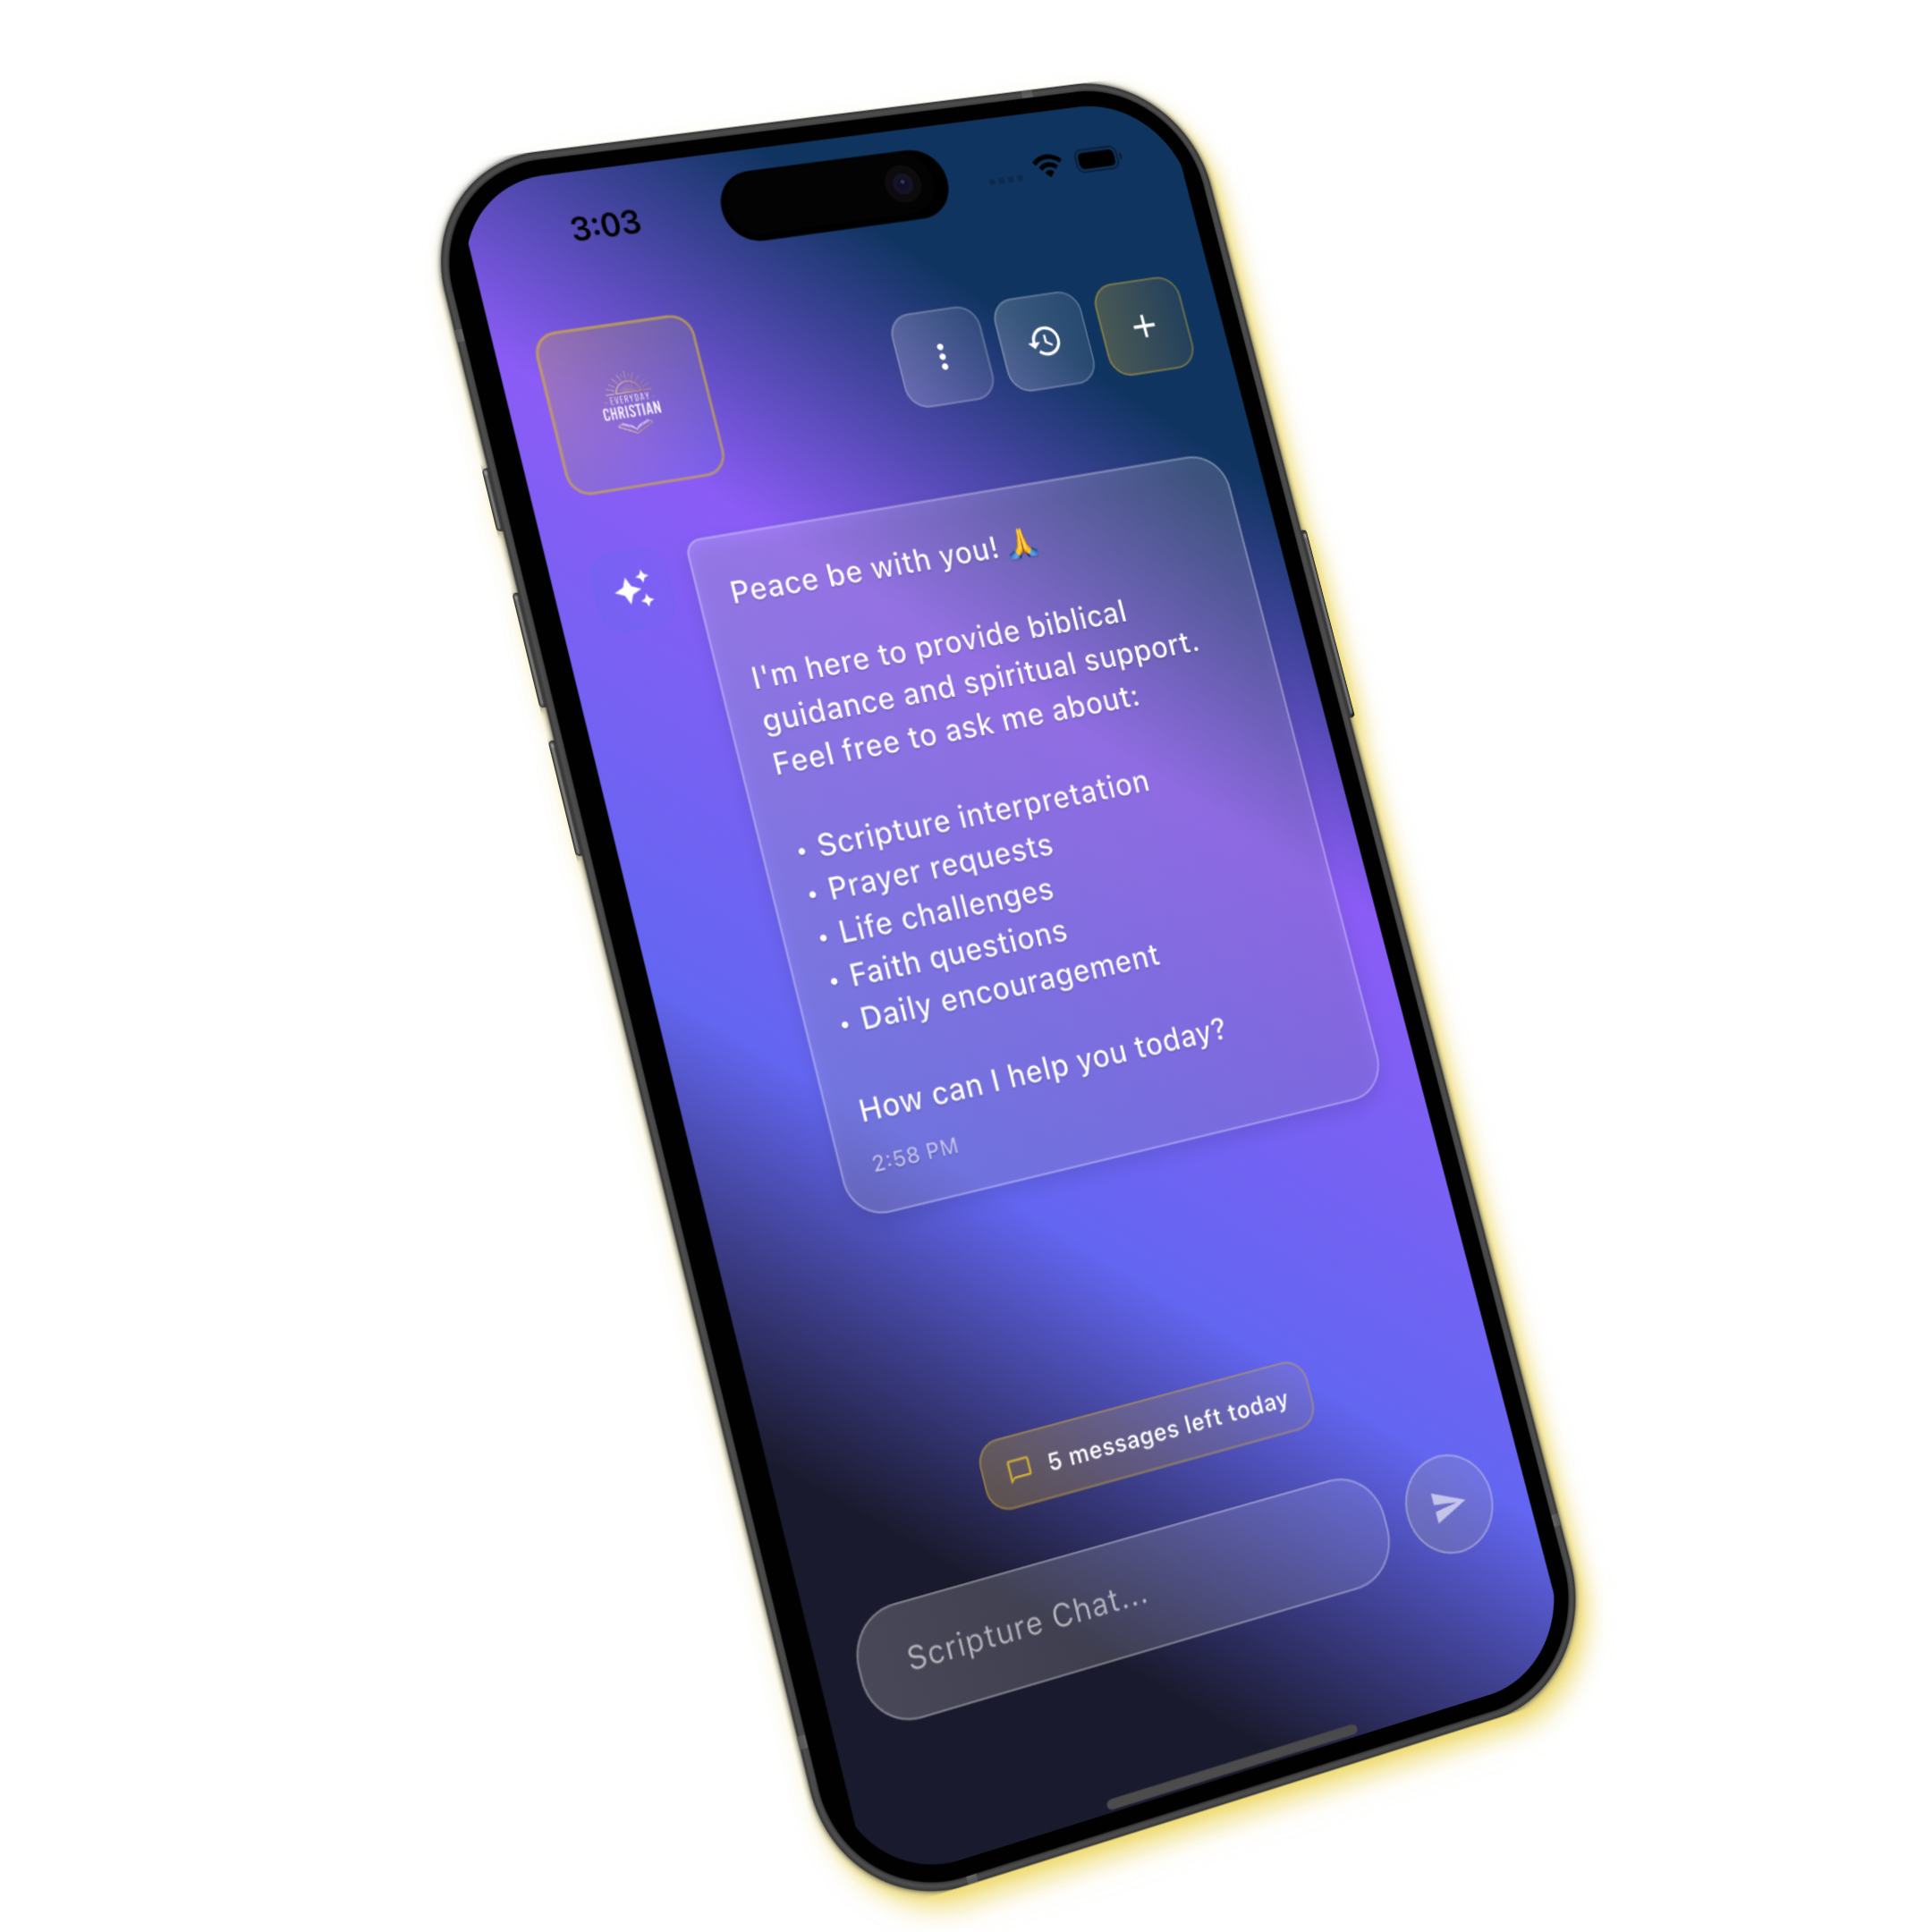 3:03
EVERYDAY
CHRISTIAN
Peace be with you! 🙏
I'm here to provide biblical
guidance and spiritual support.
Feel free to ask me about:
• Scripture interpretation
• Prayer requests
• Life challenges
• Faith questions
• Daily encouragement
How can I help you today?
2:58 PM
5 messages left today
Scripture Chat...